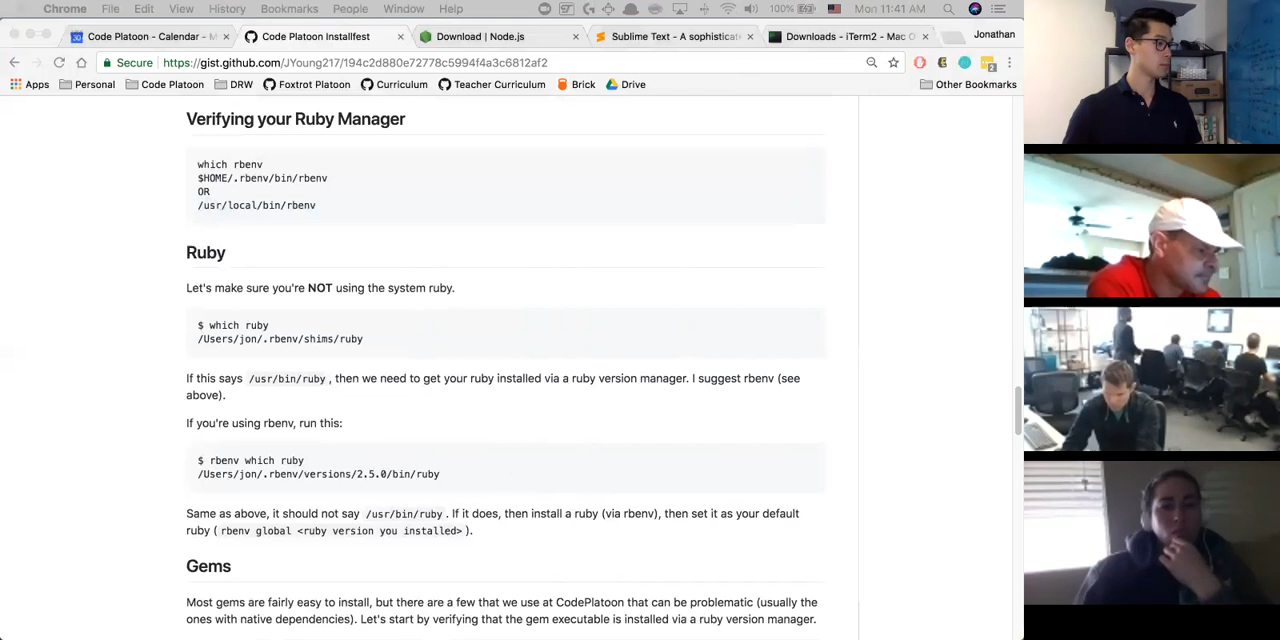 Chrome File Edit View History Bookmarks People Window Help 100% Mon 11:41 AM
Code Platoon - Calendar - M Code Platoon Installfest Download | Node.js Sublime Text - A sophisticat Downloads - iTerm2 - Mac O Jonathan
Secure https://gist.github.com/JYoung217/194c2d880e72778c5994f4a3c6812af2
Apps Personal Code Platoon DRW Foxtrot Platoon Curriculum Teacher Curriculum Brick Drive Other Bookmarks
Verifying your Ruby Manager
which rbenv
$HOME/.rbenv/bin/rbenv
OR
/usr/local/bin/rbenv
Ruby
Let's make sure you're NOT using the system ruby.
$ which ruby
/Users/jon/.rbenv/shims/ruby
If this says /usr/bin/ruby, then we need to get your ruby installed via a ruby version manager. I suggest rbenv (see
above).
If you're using rbenv, run this:
$ rbenv which ruby
/Users/jon/.rbenv/versions/2.5.0/bin/ruby
Same as above, it should not say /usr/bin/ruby. If it does, then install a ruby (via rbenv), then set it as your default
ruby ( rbenv global <ruby version you installed> ).
Gems
Most gems are fairly easy to install, but there are a few that we use at CodePlatoon that can be problematic (usually the
ones with native dependencies). Let's start by verifying that the gem executable is installed via a ruby version manager.